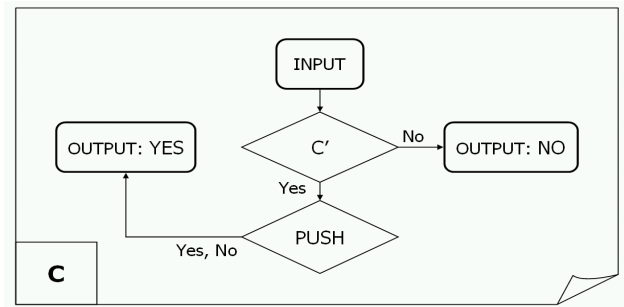 INPUT
C′
No
OUTPUT: NO
OUTPUT: YES
Yes
PUSH
Yes, No
C